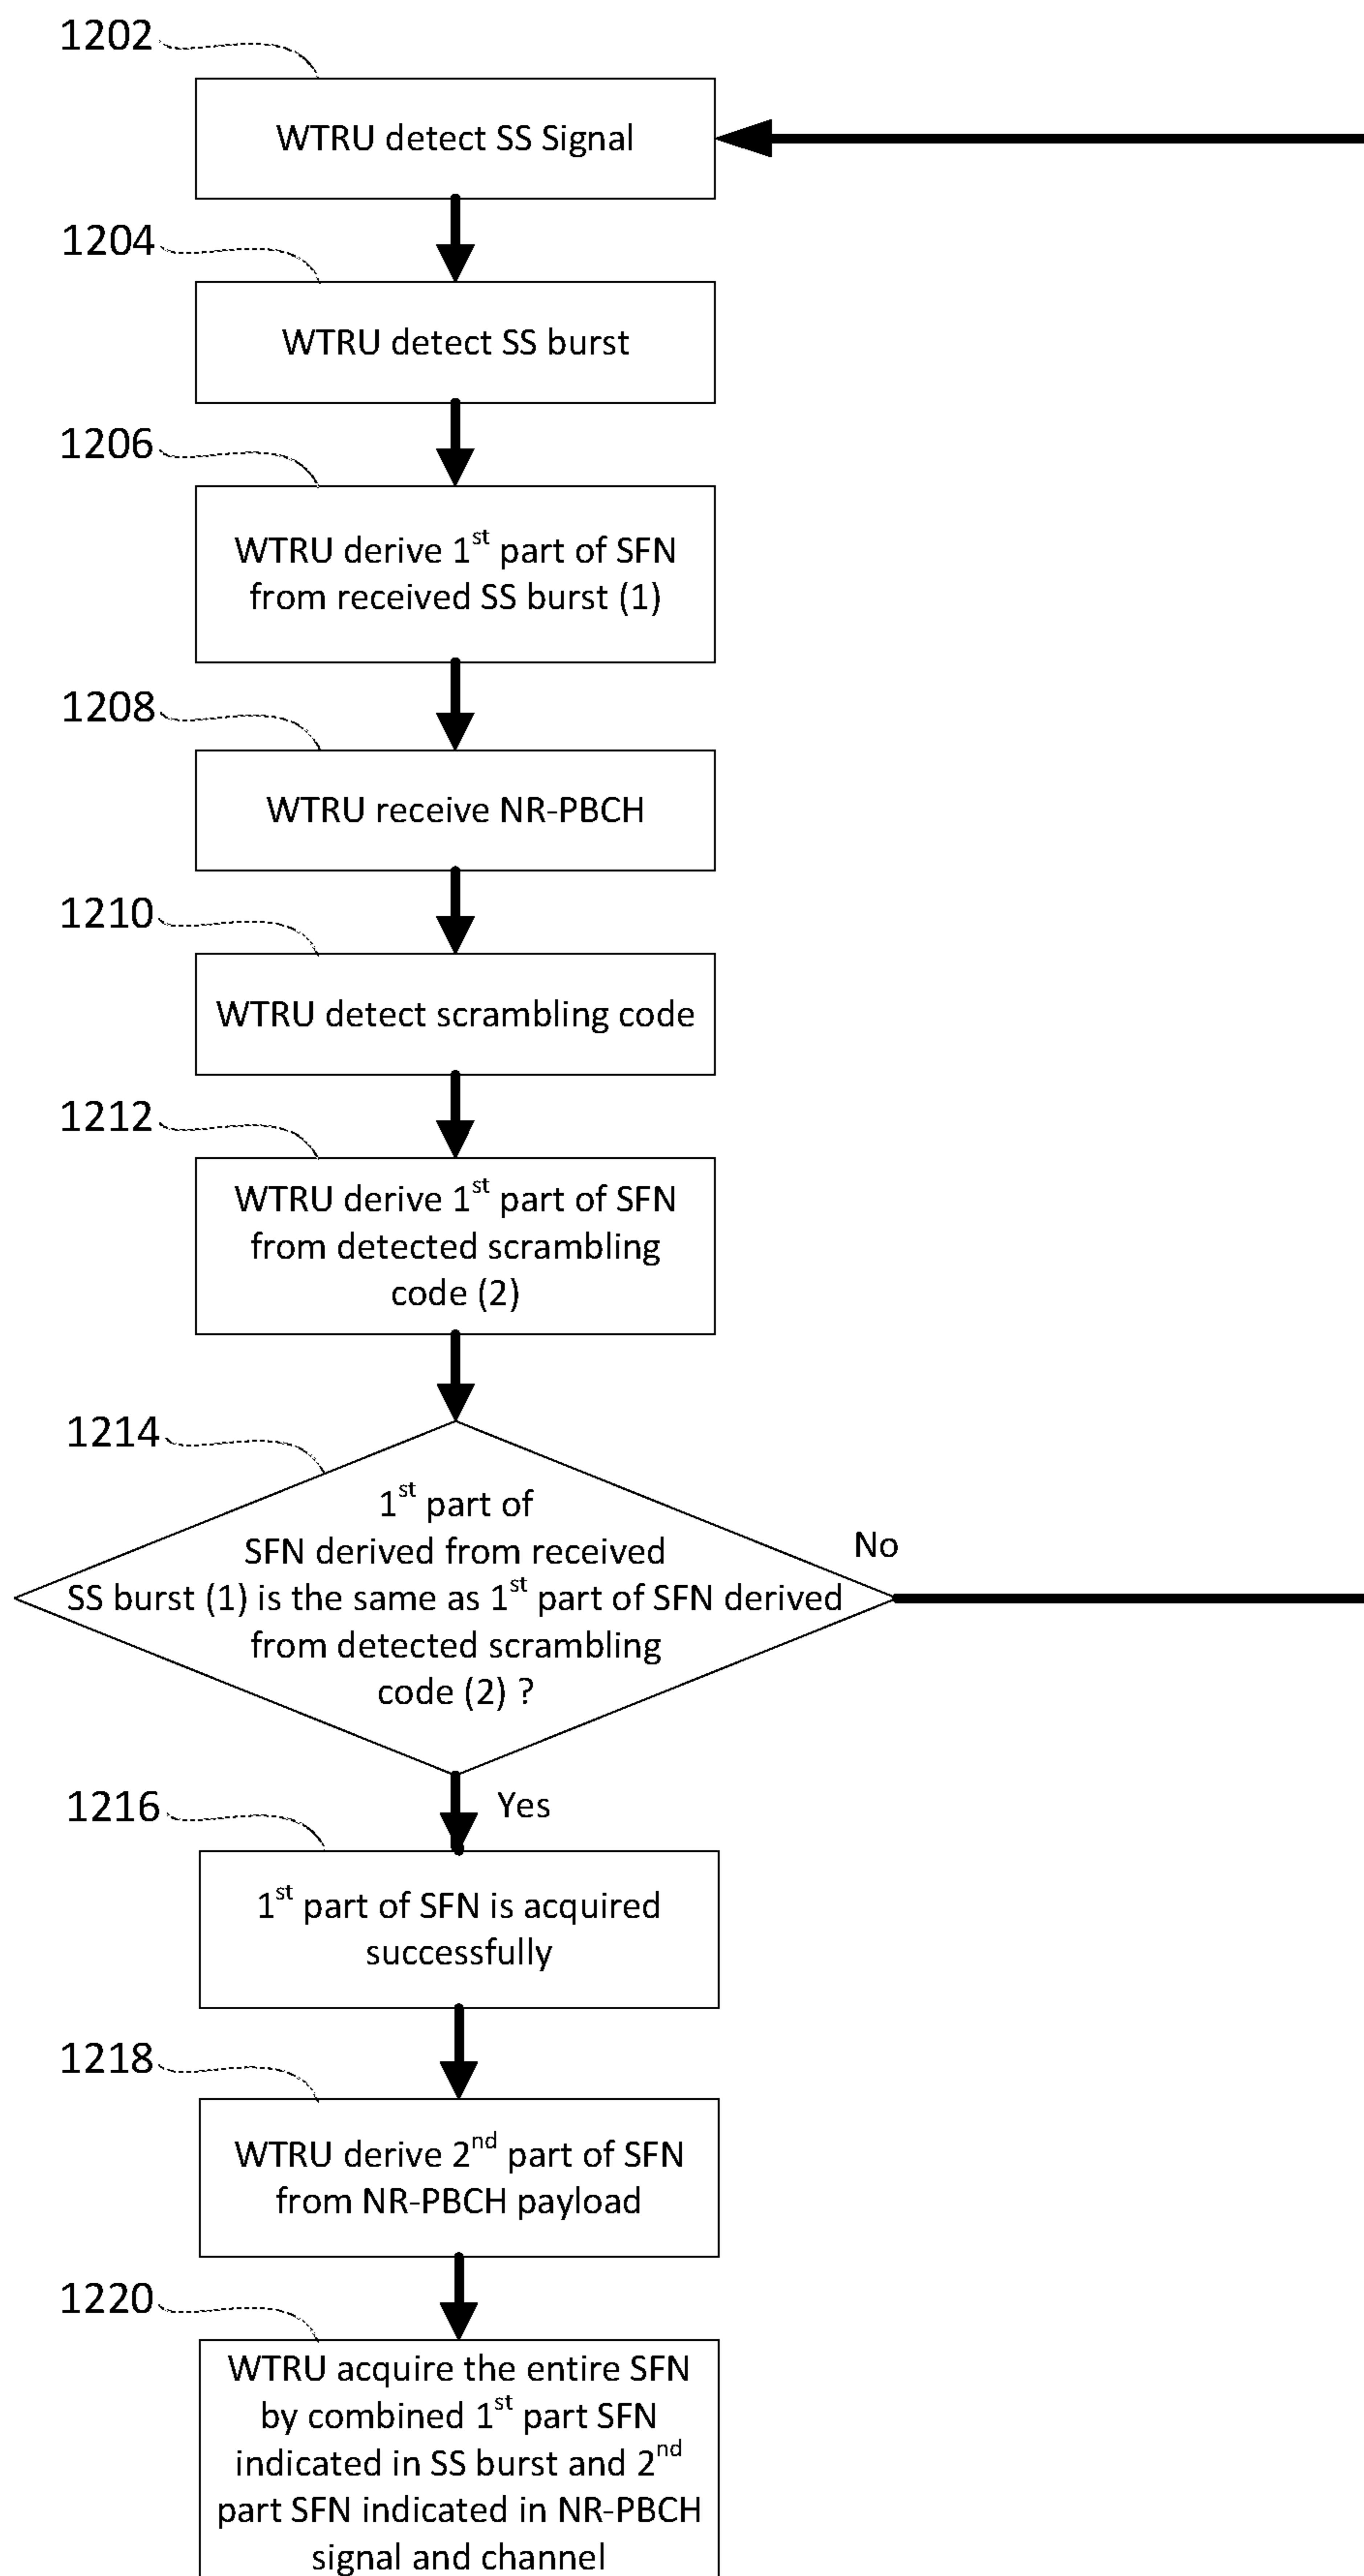 1202
WTRU detect SS Signal
1204
WTRU detect SS burst
1206
WTRU derive 1st part of SFN
from received SS burst (1)
1208
WTRU receive NR-PBCH
1210
WTRU detect scrambling code
1212
WTRU derive 1st part of SFN
from detected scrambling
code (2)
1214
1st part of
SFN derived from received
SS burst (1) is the same as 1st part of SFN derived
from detected scrambling
code (2) ?
No
Yes
1216
1st part of SFN is acquired
successfully
1218
WTRU derive 2nd part of SFN
from NR-PBCH payload
1220
WTRU acquire the entire SFN
by combined 1st part SFN
indicated in SS burst and 2nd
part SFN indicated in NR-PBCH
signal and channel